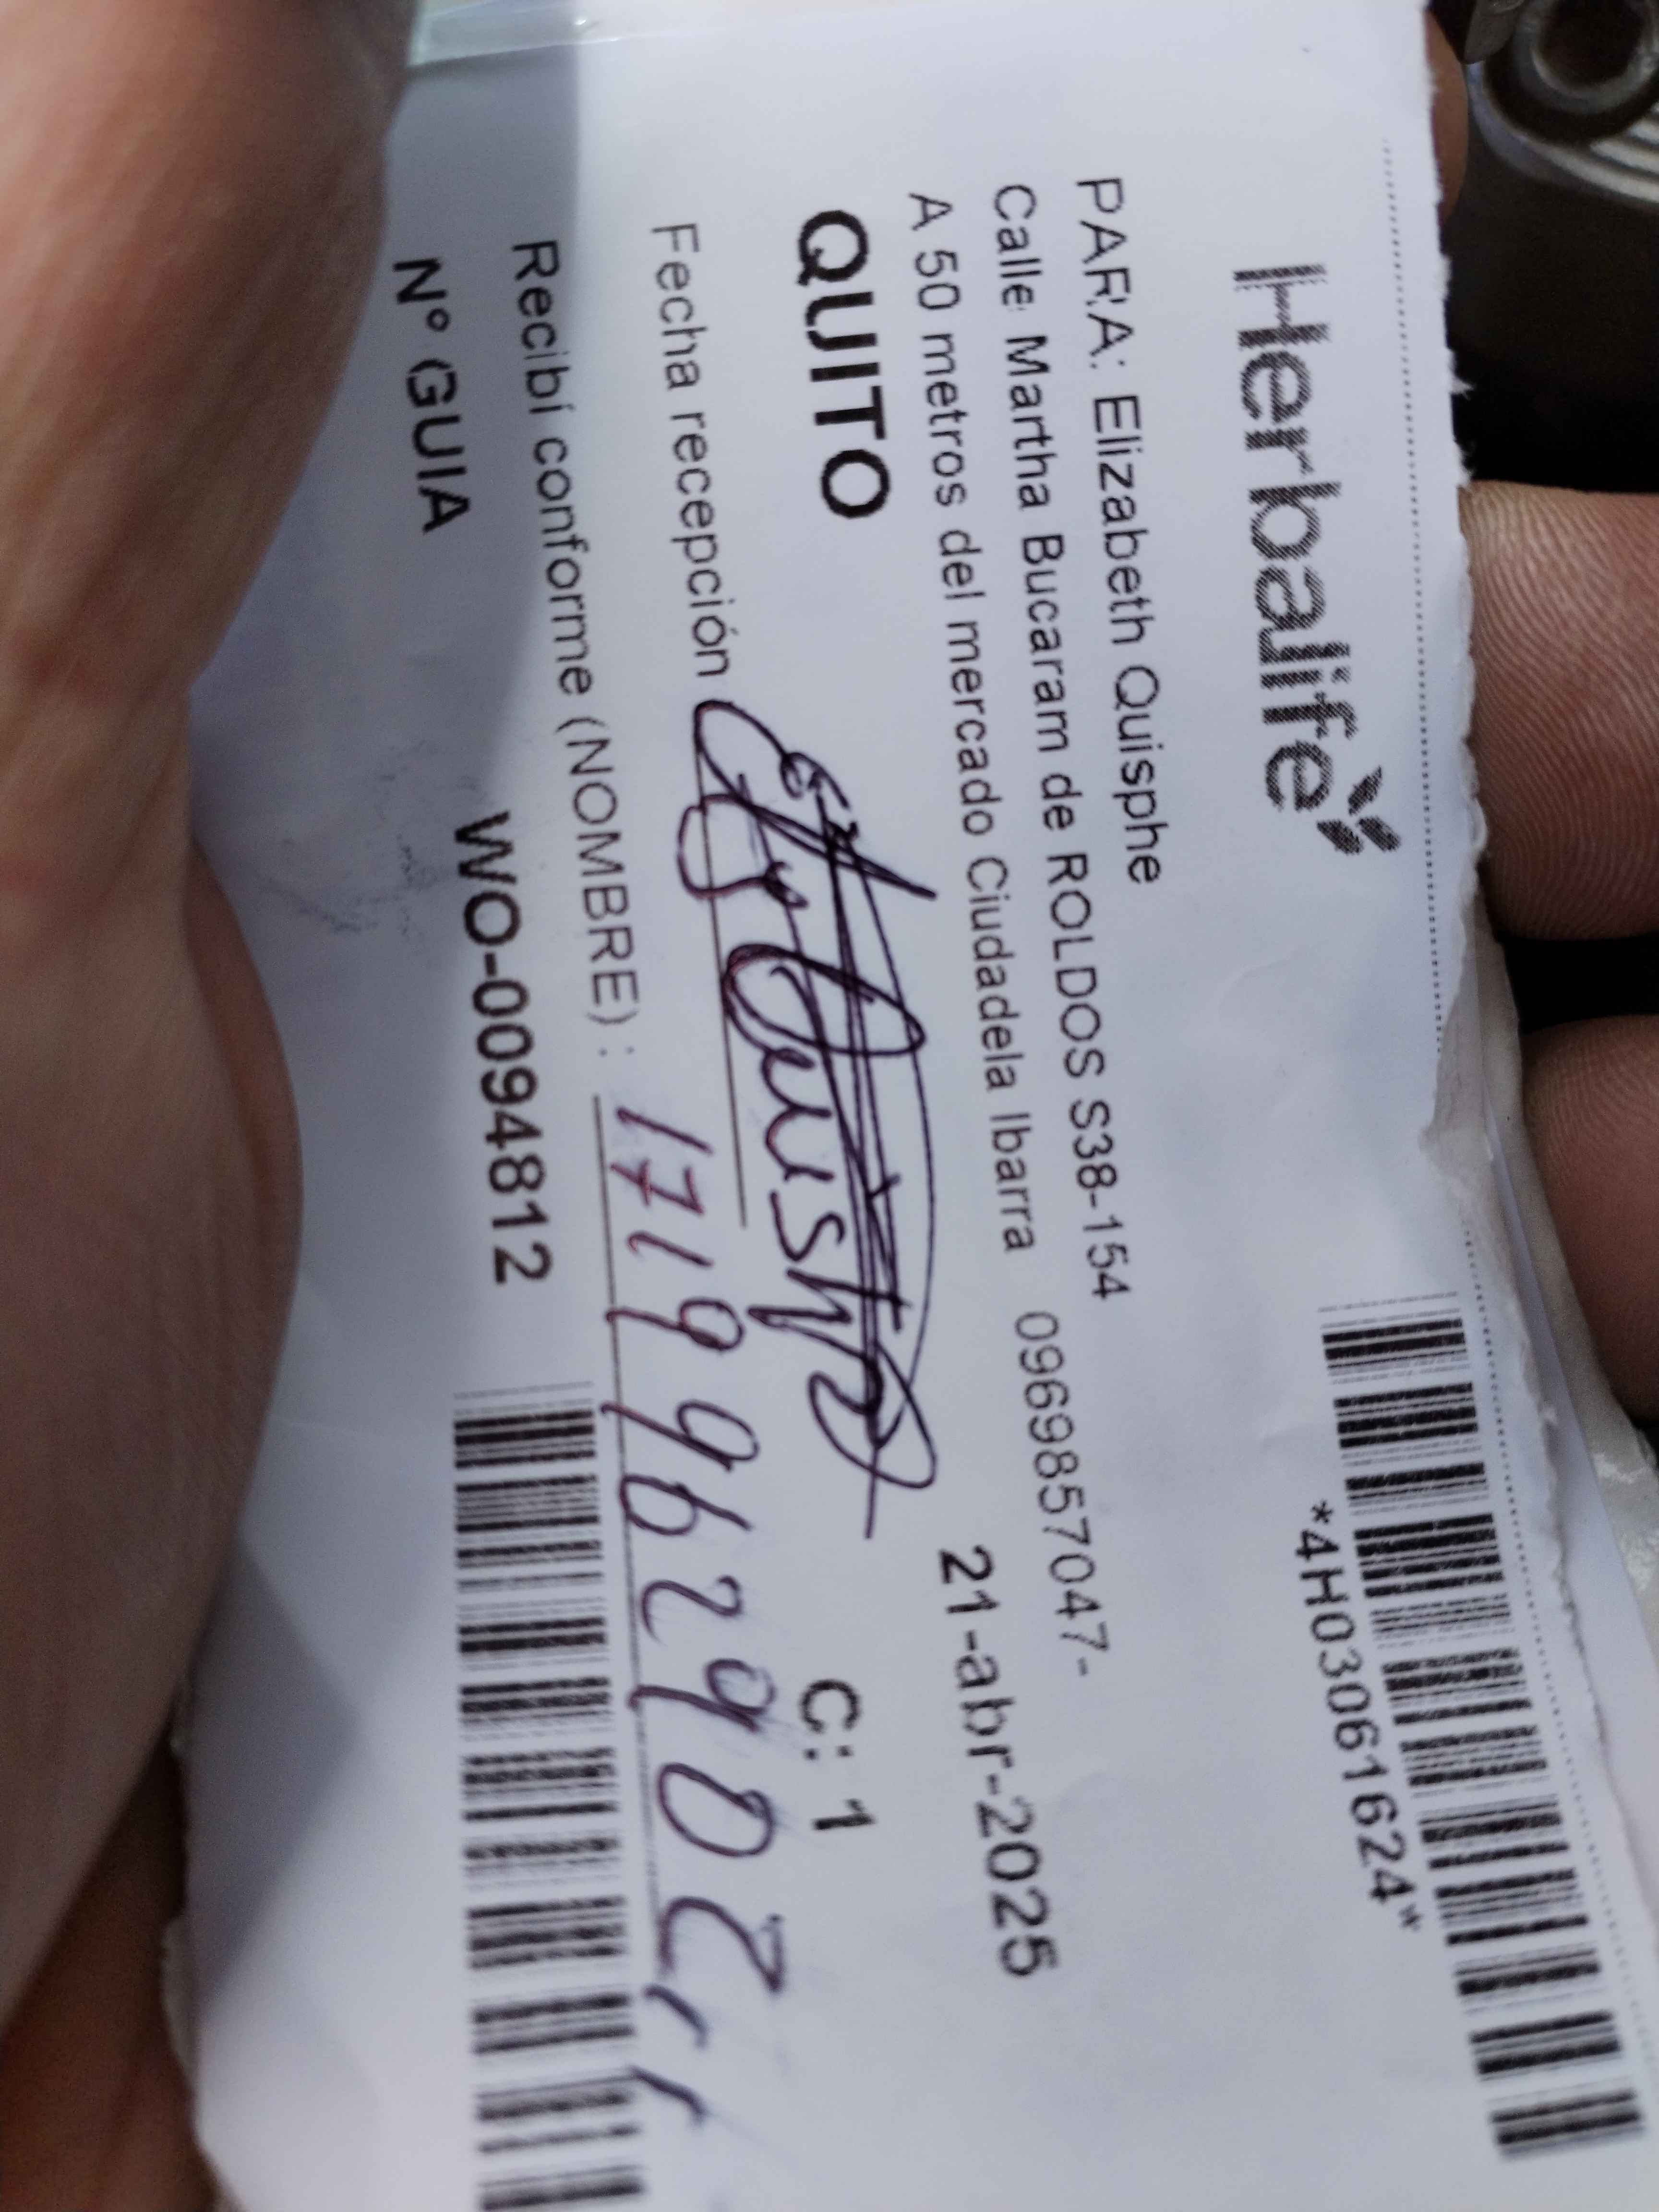 Herbalife
*4H03061624*
PARA: Elizabeth Quisphe
Calle Martha Bucaram de ROLDOS S38-154
A 50 metros del mercado Ciudadela Ibarra 0969857047-
21-abr-2025
QUITO C: 1
Fecha recepción
Recibí conforme (NOMBRE) :
N° GUIA WO-0094812